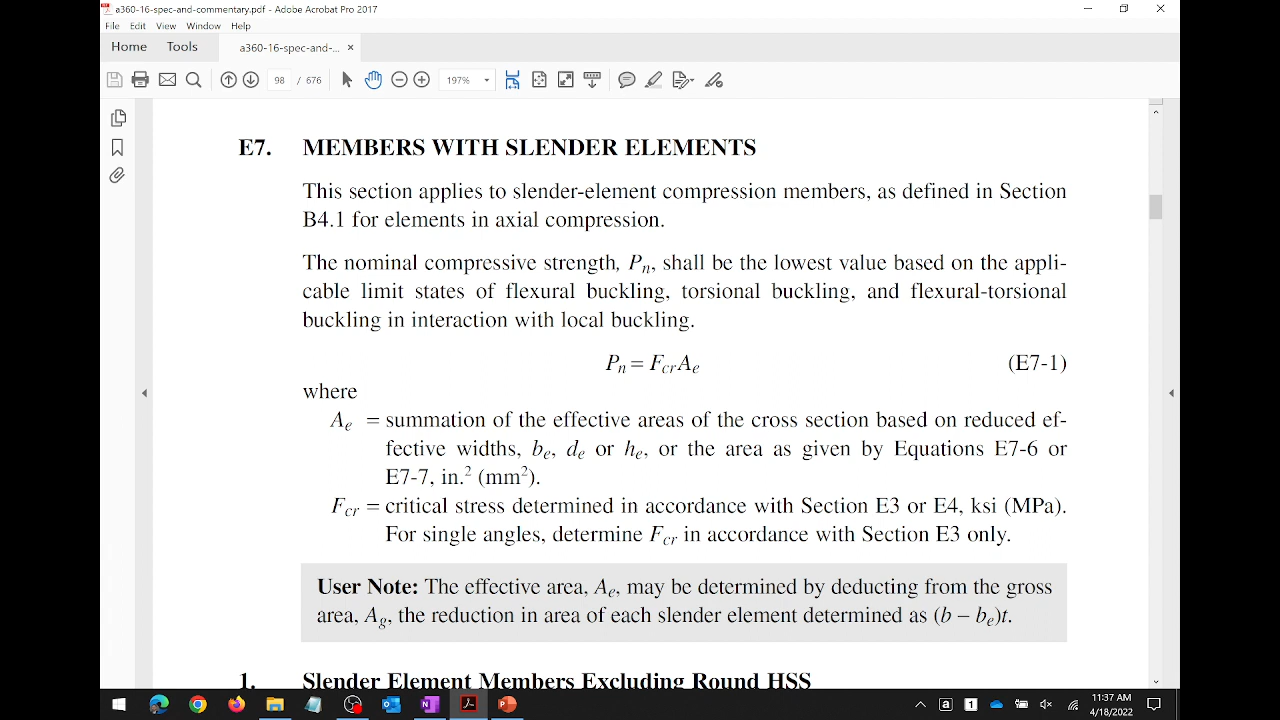 a360-16-spec-and-commentary.pdf - Adobe Acrobat Pro 2017
File Edit View Window Help
Home Tools a360-16-spec-and-... ×
98 / 676 197%
E7. MEMBERS WITH SLENDER ELEMENTS
This section applies to slender-element compression members, as defined in Section
B4.1 for elements in axial compression.
The nominal compressive strength, Pn, shall be the lowest value based on the appli-
cable limit states of flexural buckling, torsional buckling, and flexural-torsional
buckling in interaction with local buckling.
Pn = FcrAe (E7-1)
where
Ae = summation of the effective areas of the cross section based on reduced ef-
fective widths, be, de or he, or the area as given by Equations E7-6 or
E7-7, in.2 (mm2).
Fcr = critical stress determined in accordance with Section E3 or E4, ksi (MPa).
For single angles, determine Fcr in accordance with Section E3 only.
User Note: The effective area, Ae, may be determined by deducting from the gross
area, Ag, the reduction in area of each slender element determined as (b – be)t.
1. Slender Element Members Excluding Round HSS
11:37 AM
4/18/2022